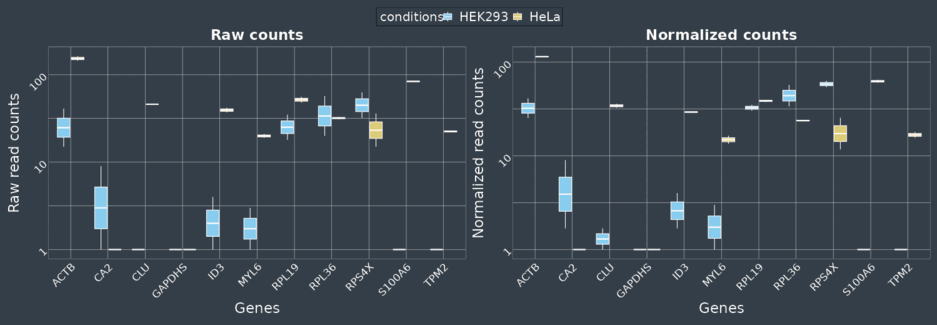 conditions HEK293 HeLa
Raw counts
Normalized counts
Raw read counts
100
10
1
ACTB
CA2
CLU
GAPDHS
ID3
MYL6
RPL19
RPL36
RPS4X
S100A6
TPM2
Genes
Normalized read counts
100
10
1
ACTB
CA2
CLU
GAPDHS
ID3
MYL6
RPL19
RPL36
RPS4X
S100A6
TPM2
Genes